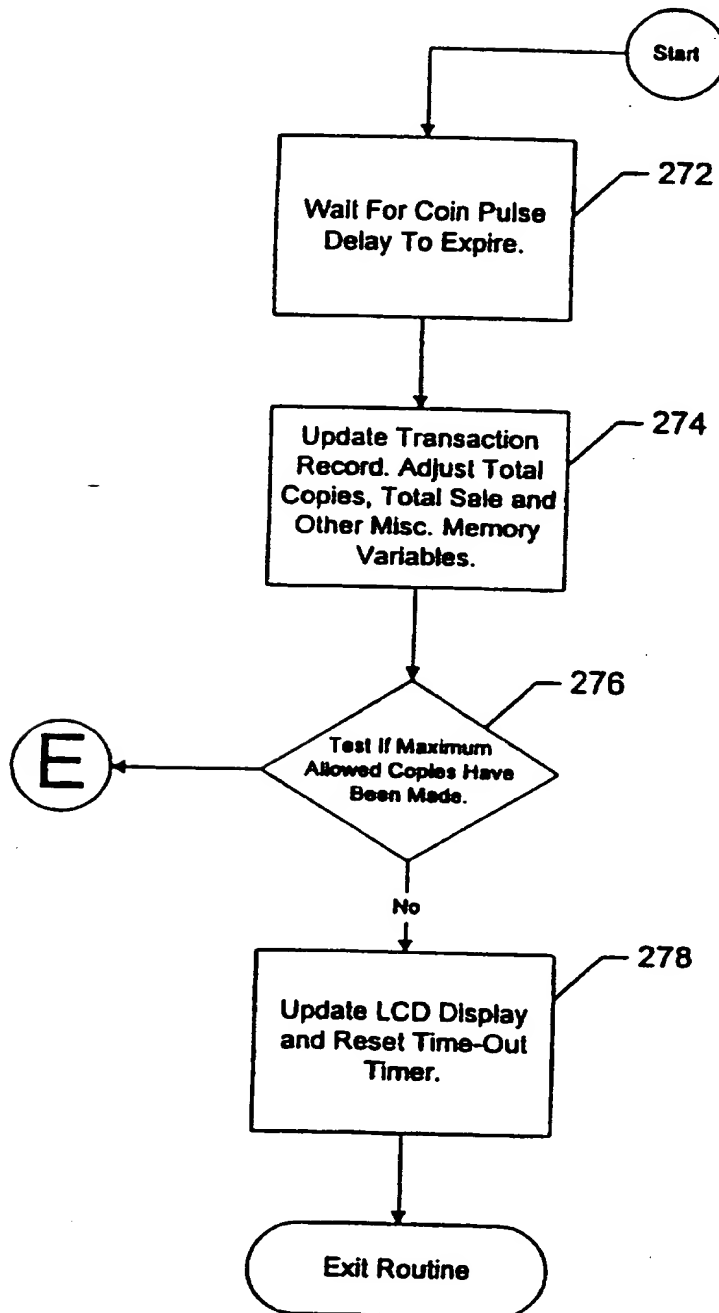 Start
272
Wait For Coin Pulse
Delay To Expire.
274
Update Transaction
Record. Adjust Total
Copies, Total Sale and
Other Misc. Memory
Variables.
276
E
Test If Maximum
Allowed Copies Have
Been Made.
No
278
Update LCD Display
and Reset Time-Out
Timer.
Exit Routine